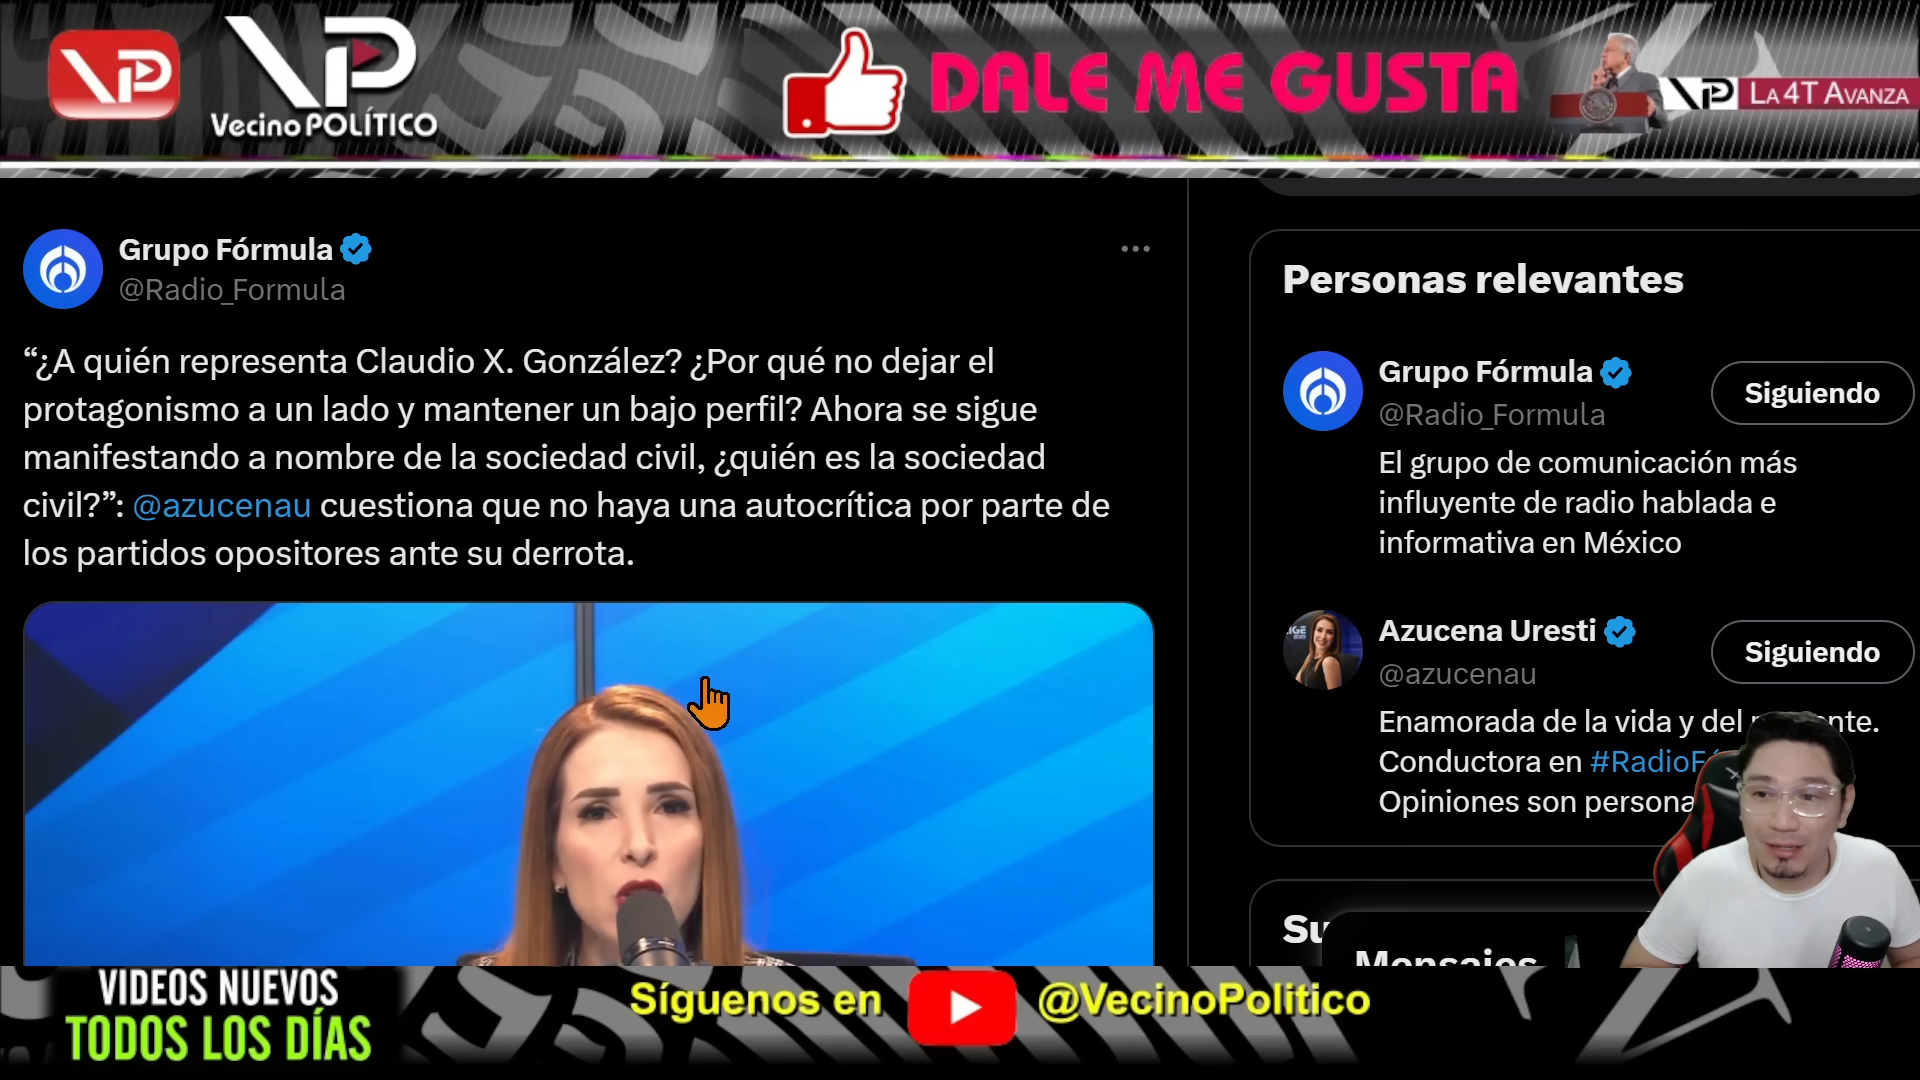 VP
VP
Vecino POLÍTICO
DALE ME GUSTA
VP LA 4T AVANZA
Grupo Fórmula
@Radio_Formula
“¿A quién representa Claudio X. González? ¿Por qué no dejar el
protagonismo a un lado y mantener un bajo perfil? Ahora se sigue
manifestando a nombre de la sociedad civil, ¿quién es la sociedad
civil?”: @azucenau cuestiona que no haya una autocrítica por parte de
los partidos opositores ante su derrota.
Personas relevantes
Grupo Fórmula
@Radio_Formula
Siguiendo
El grupo de comunicación más
influyente de radio hablada e
informativa en México
Azucena Uresti
@azucenau
Siguiendo
Enamorada de la vida y del
Conductora en
Opiniones son
Mensajes
VIDEOS NUEVOS
TODOS LOS DÍAS
Síguenos en
@VecinoPolitico